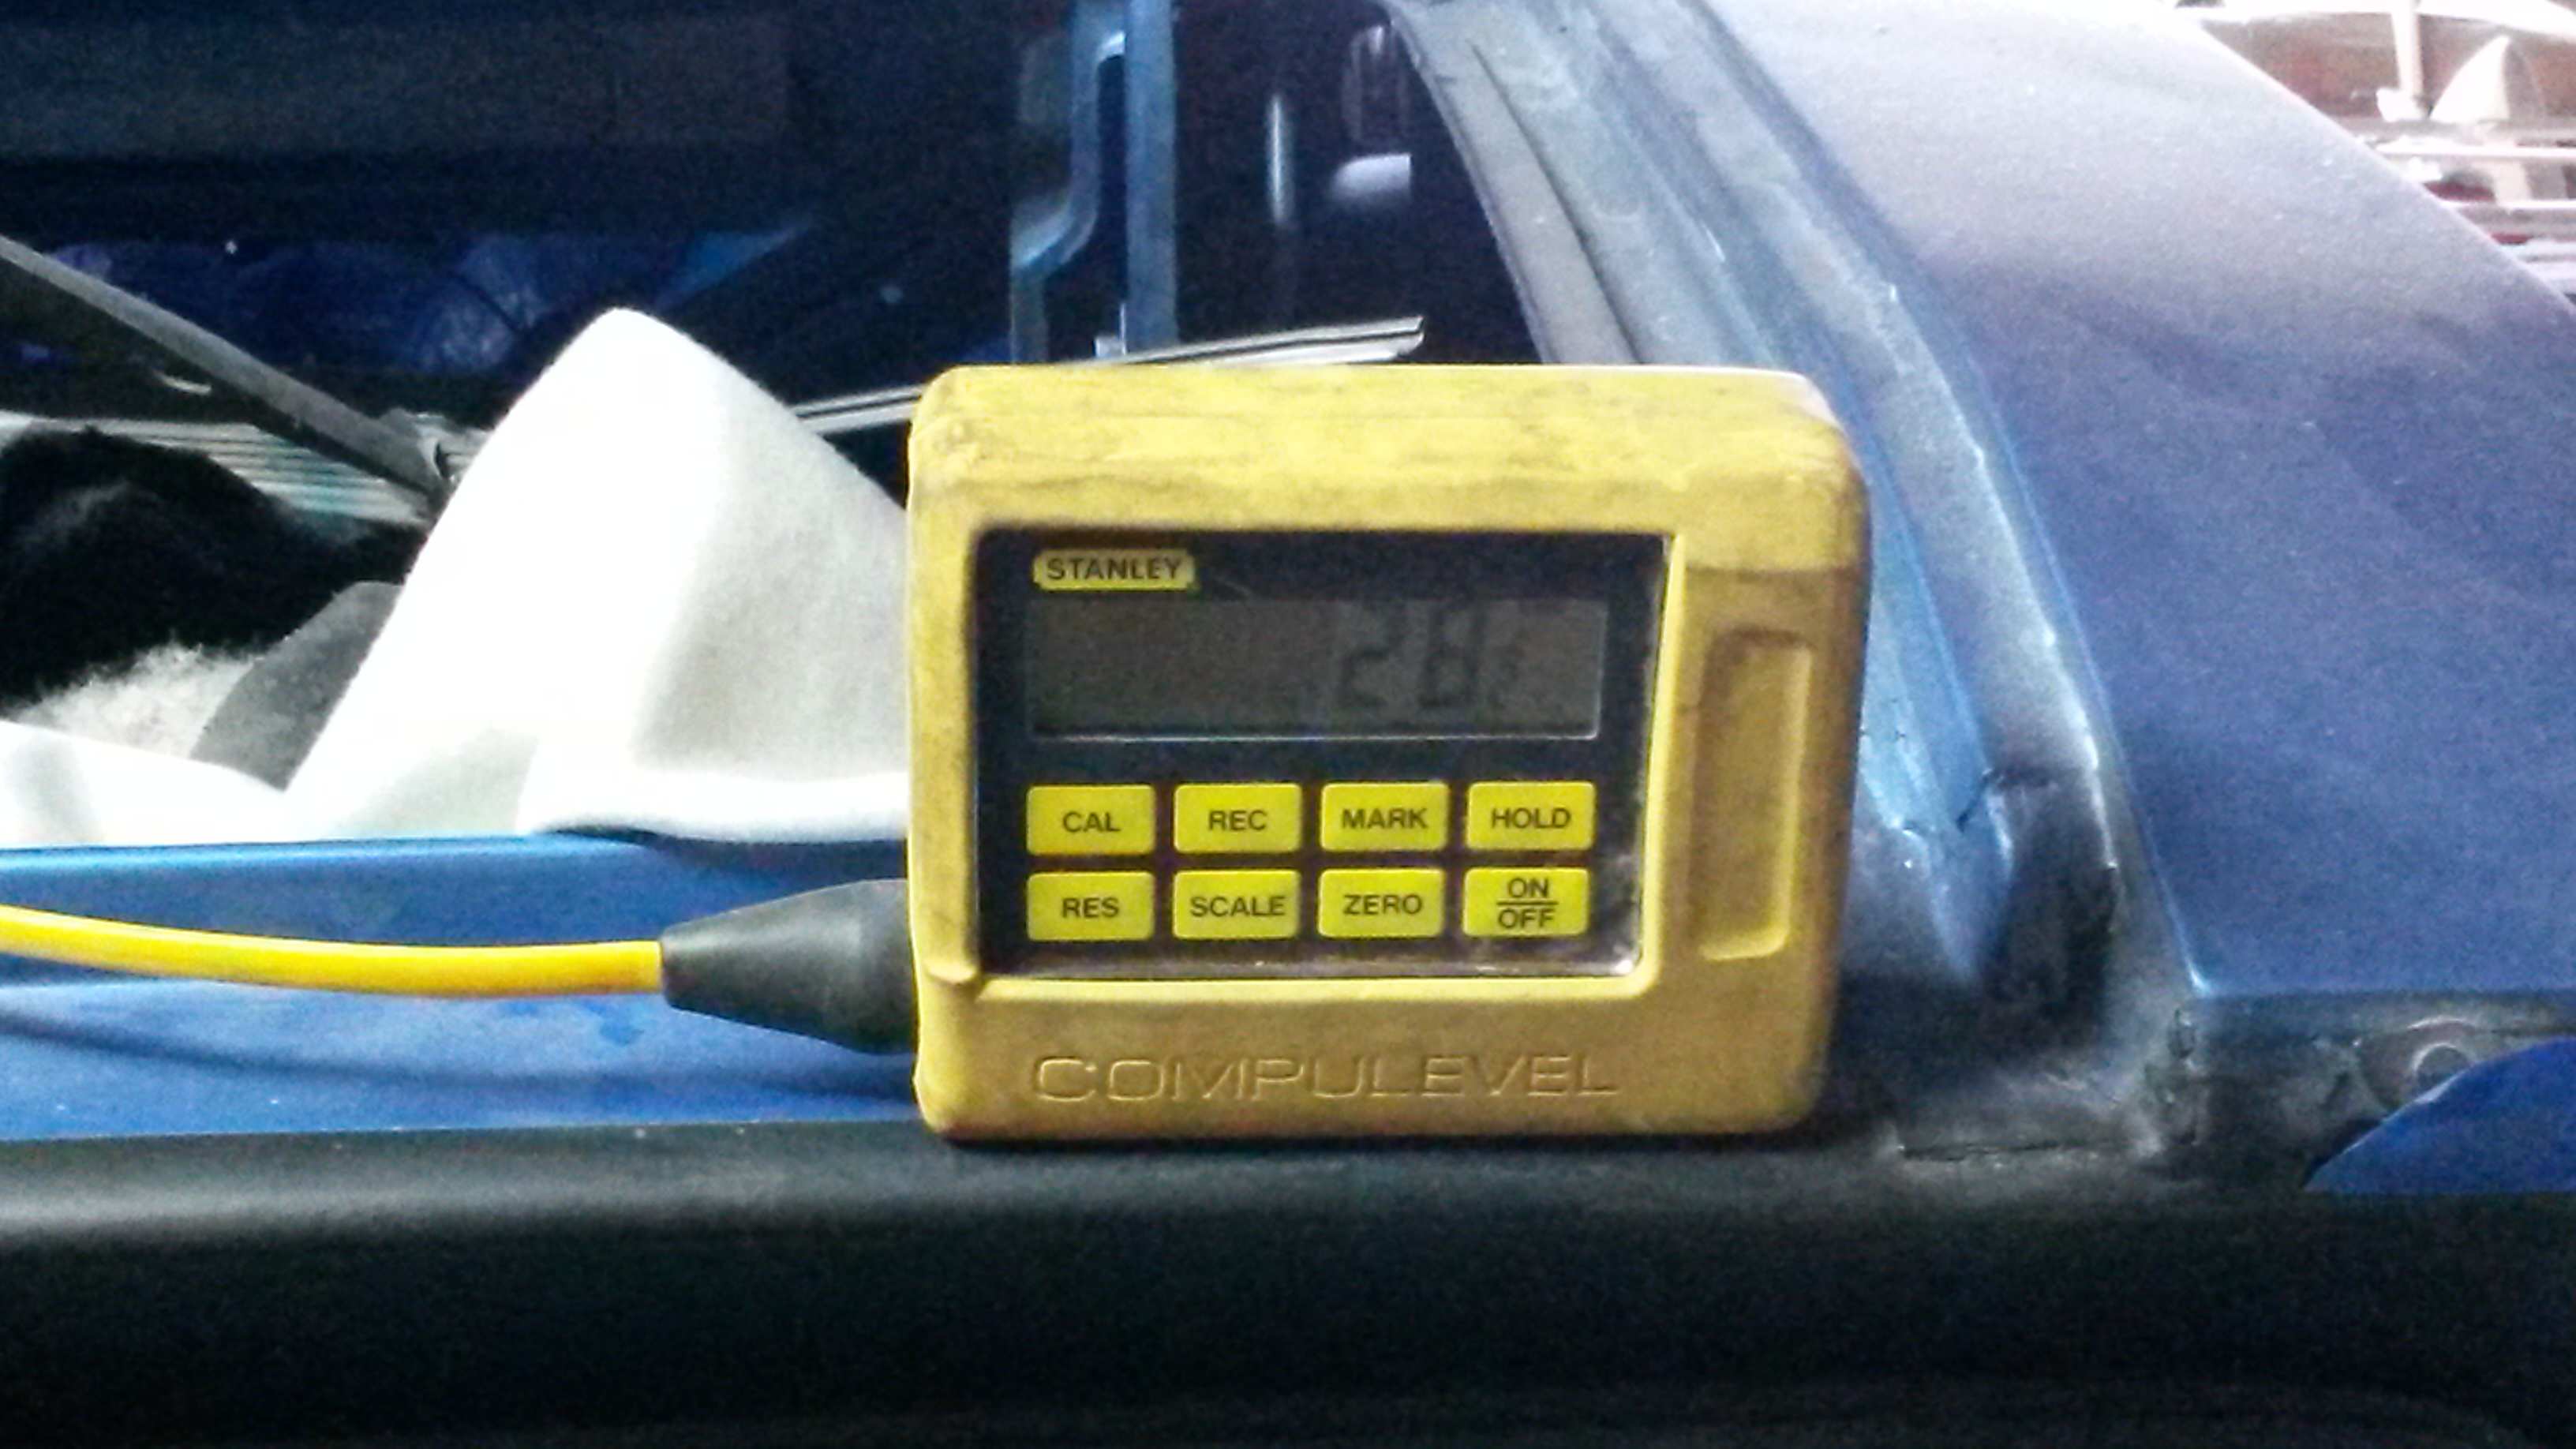 STANLEY
28
CAL REC MARK HOLD
RES SCALE ZERO ON
OFF
COMPULEVEL